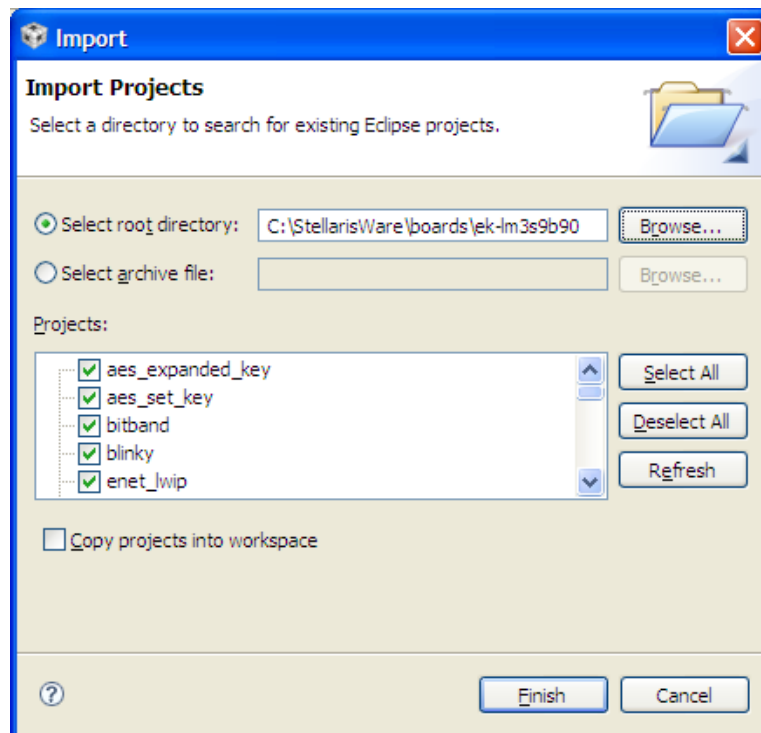 Import
Import Projects
Select a directory to search for existing Eclipse projects.
Select root directory: C:\StellarisWare\boards\ek-lm3s9b90 Browse...
Select archive file: Browse...
Projects:
aes_expanded_key Select All
aes_set_key
bitband Deselect All
blinky
enet_lwip Refresh
Copy projects into workspace
? Finish Cancel